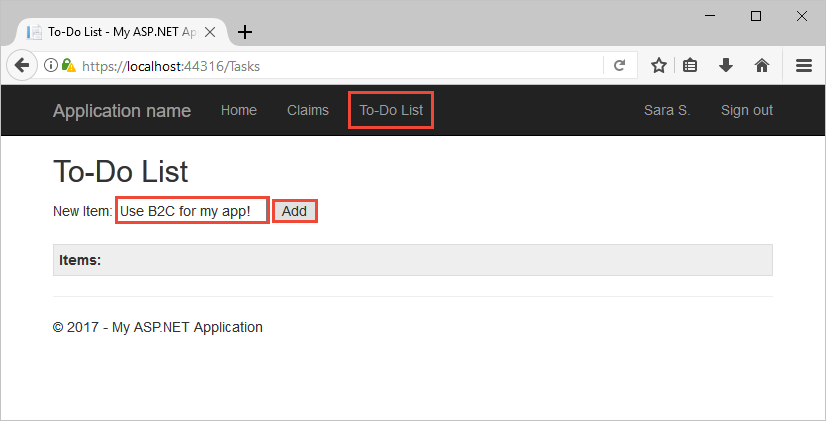 To-Do List - My ASP.NET Ap
https://localhost:44316/Tasks
Application name Home Claims To-Do List Sara S. Sign out
To-Do List
New Item: Use B2C for my app! Add
Items:
© 2017 - My ASP.NET Application